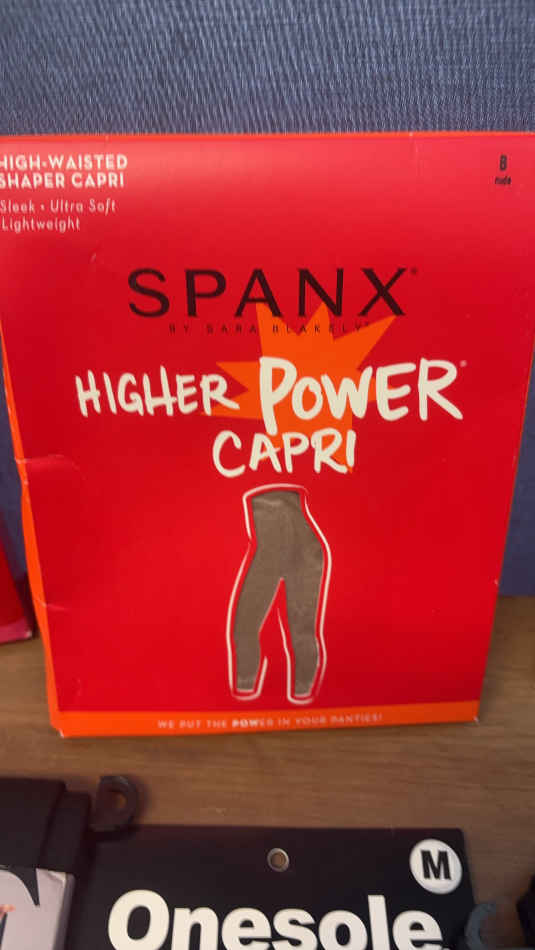 HIGH-WAISTED
SHAPER CAPRI
Sleek • Ultra Soft
Lightweight
B
nude
SPANX®
BY SARA BLAKELY®
HIGHER POWER®
CAPRI
WE PUT THE POWER IN YOUR PANTIES!
M
Onesole